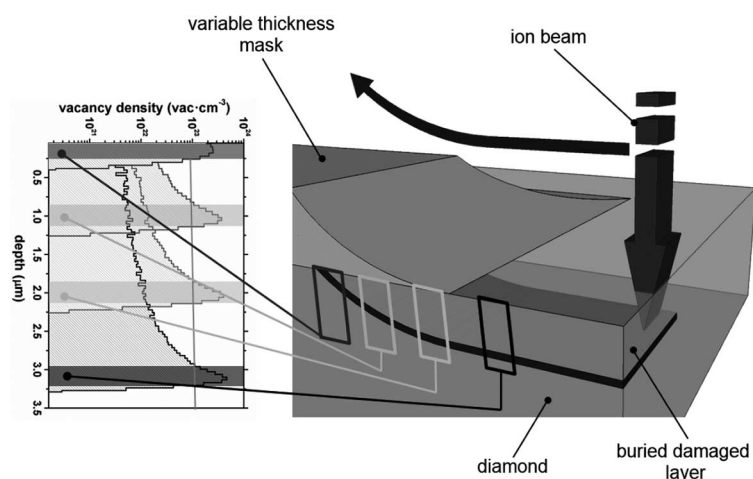 variable thickness
mask
ion beam
vacancy density (vac·cm⁻³)
10²¹
10²²
10²³
10²⁴
0.5
1.0
1.5
2.0
2.5
3.0
3.5
depth (μm)
diamond
buried damaged
layer